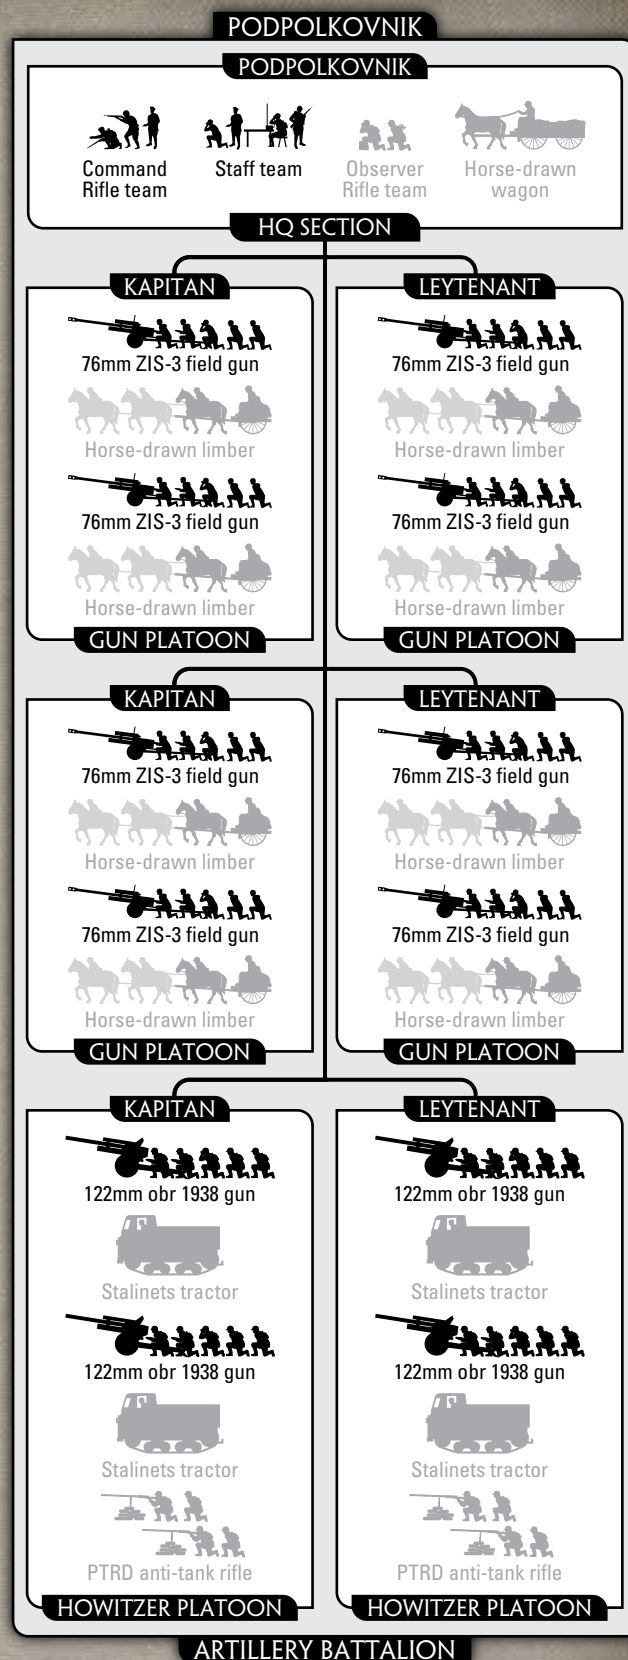 PODPOLKOVNIK
PODPOLKOVNIK
Command
Rifle team
Staff team
Observer
Rifle team
Horse-drawn
wagon
HQ SECTION
KAPITAN
76mm ZIS-3 field gun
Horse-drawn limber
76mm ZIS-3 field gun
Horse-drawn limber
GUN PLATOON
LEYTENANT
76mm ZIS-3 field gun
Horse-drawn limber
76mm ZIS-3 field gun
Horse-drawn limber
GUN PLATOON
KAPITAN
76mm ZIS-3 field gun
Horse-drawn limber
76mm ZIS-3 field gun
Horse-drawn limber
GUN PLATOON
LEYTENANT
76mm ZIS-3 field gun
Horse-drawn limber
76mm ZIS-3 field gun
Horse-drawn limber
GUN PLATOON
KAPITAN
122mm obr 1938 gun
Stalinets tractor
122mm obr 1938 gun
Stalinets tractor
PTRD anti-tank rifle
HOWITZER PLATOON
LEYTENANT
122mm obr 1938 gun
Stalinets tractor
122mm obr 1938 gun
Stalinets tractor
PTRD anti-tank rifle
HOWITZER PLATOON
ARTILLERY BATTALION